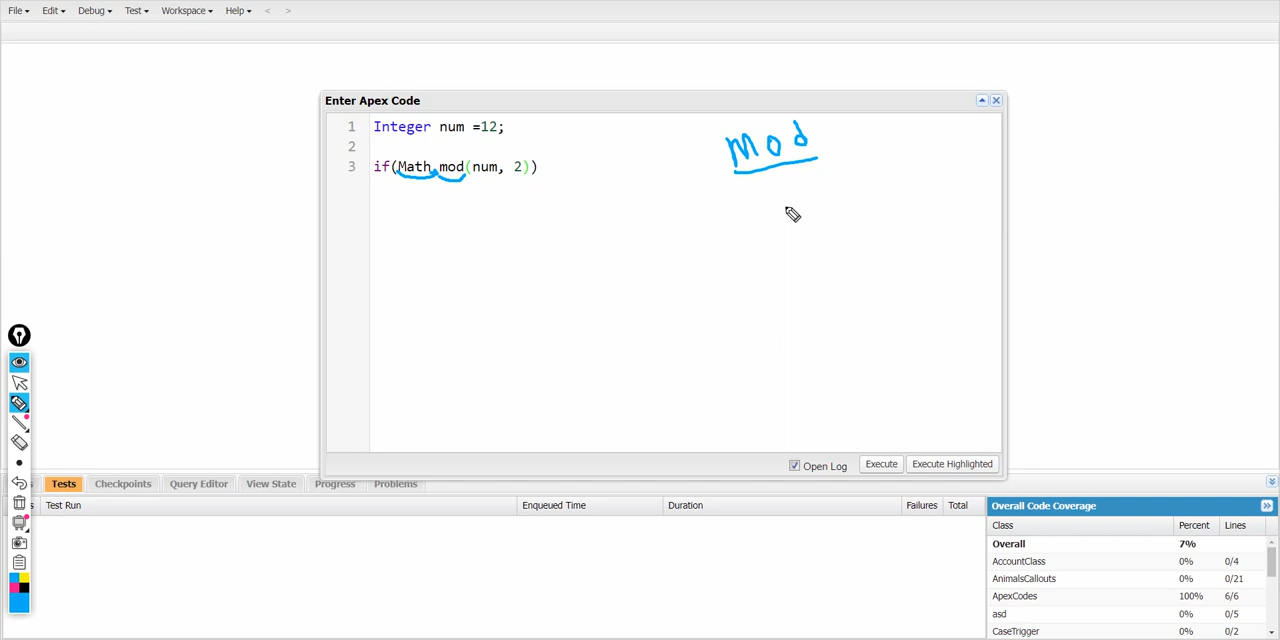 File Edit Debug Test Workspace Help < >
Enter Apex Code
1 Integer num =12;
2
3 if(Math.mod(num, 2))
Mod
Open Log Execute Execute Highlighted
s Tests Checkpoints Query Editor View State Progress Problems
s Test Run Enqueued Time Duration Failures Total
Overall Code Coverage
Class Percent Lines
Overall 7%
AccountClass 0% 0/4
AnimalsCallouts 0% 0/21
ApexCodes 100% 6/6
asd 0% 0/5
CaseTrigger 0% 0/2